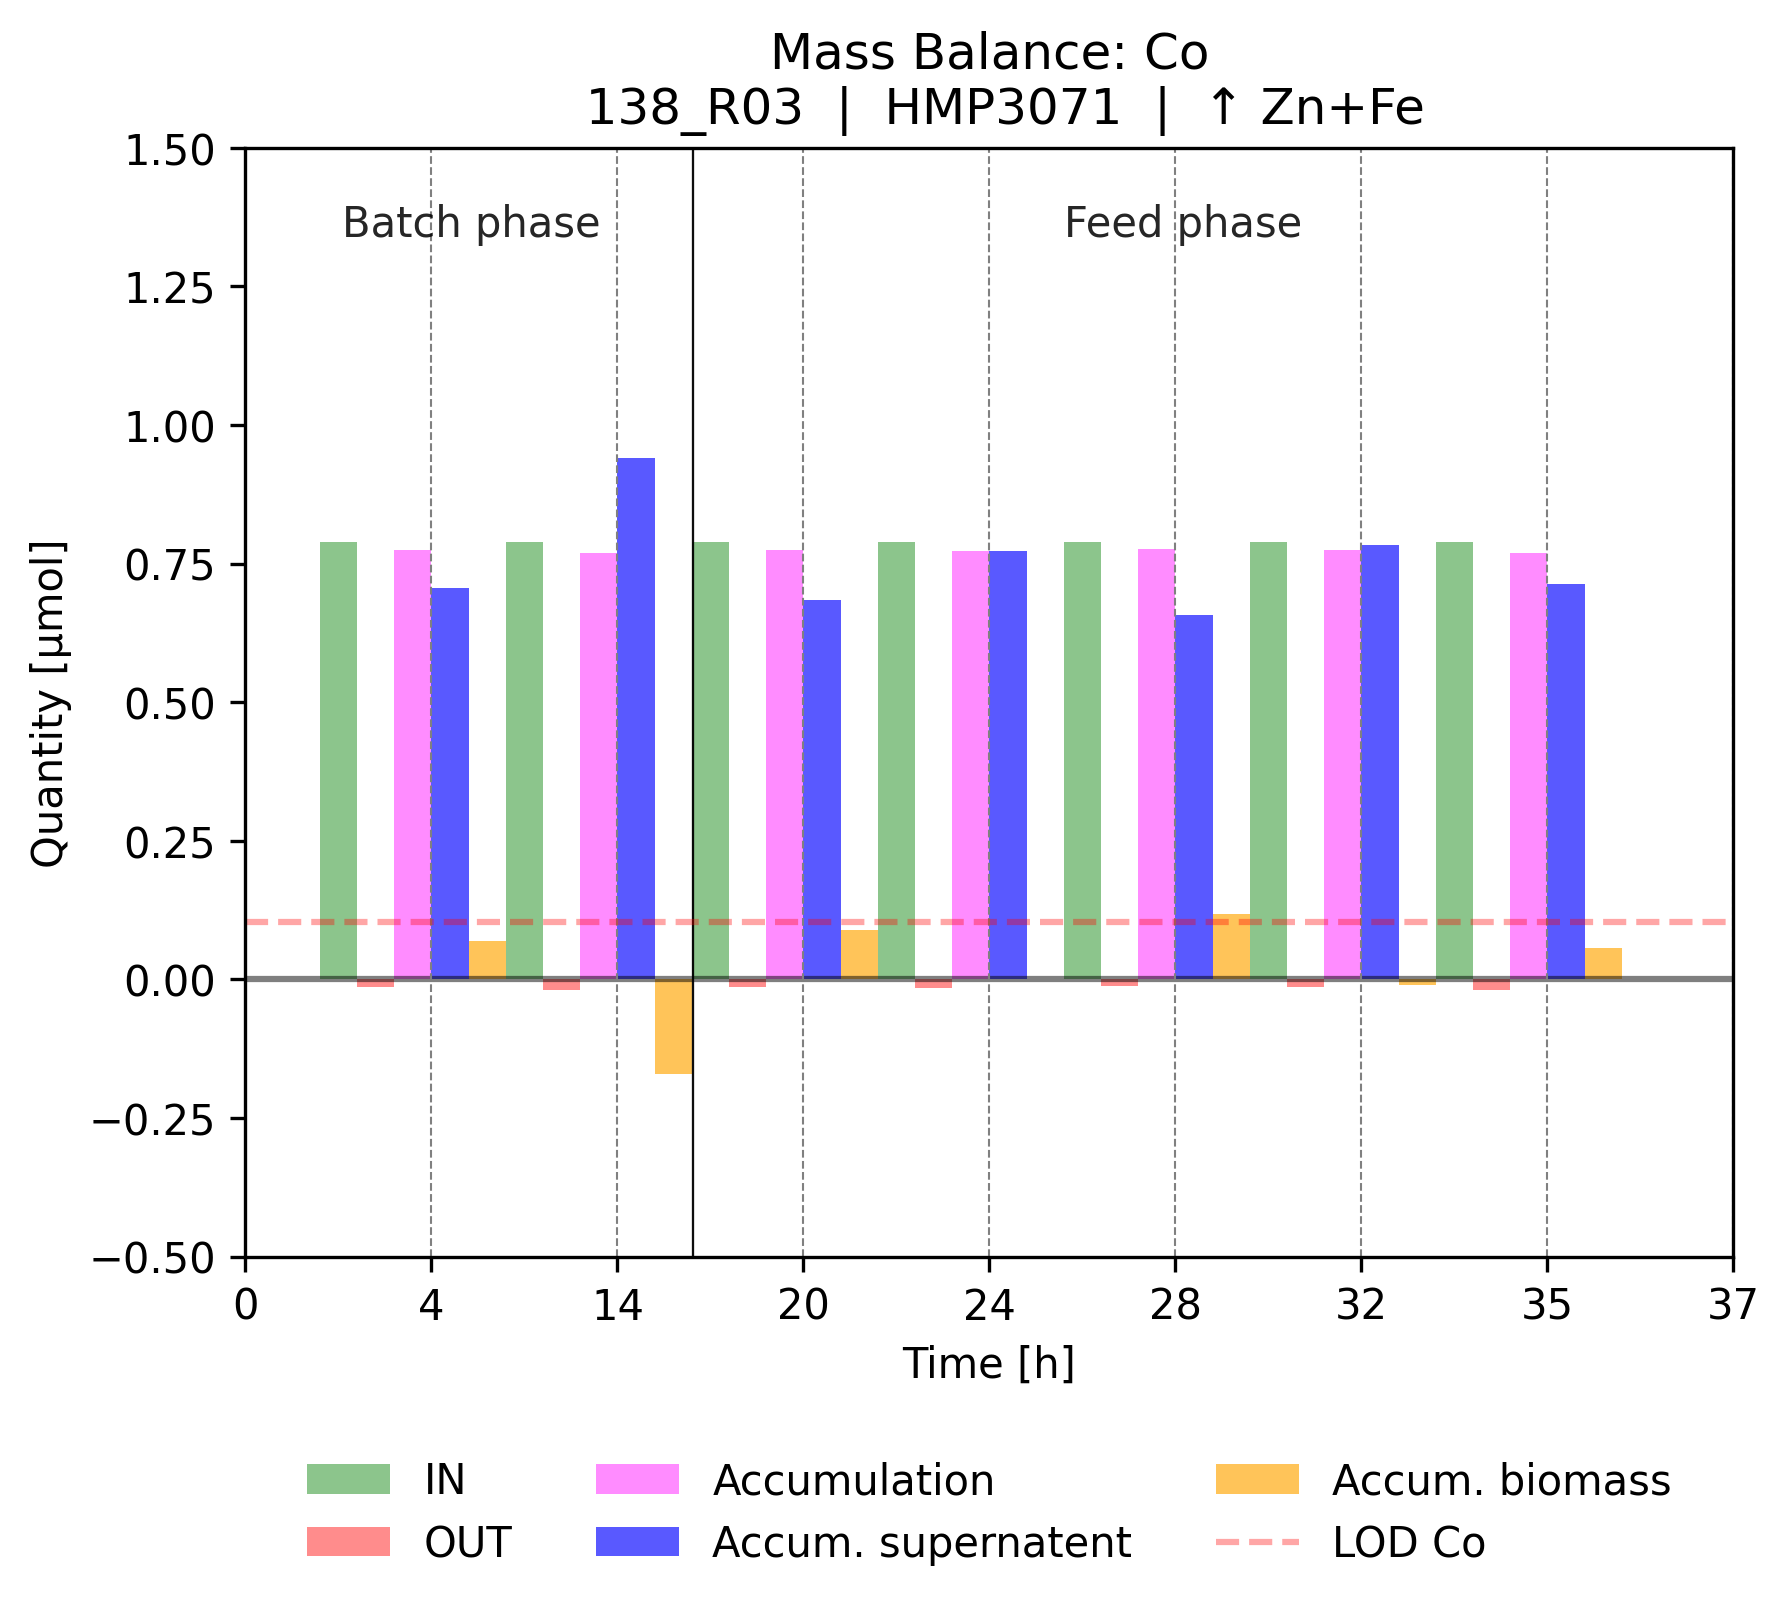 Mass Balance: Co
138_R03 | HMP3071 | ↑ Zn+Fe
Batch phase
Feed phase
1.50
1.25
1.00
0.75
0.50
0.25
0.00
−0.25
−0.50
Quantity [μmol]
0 4 14 20 24 28 32 35 37
Time [h]
IN
OUT
Accumulation
Accum. supernatent
Accum. biomass
LOD Co